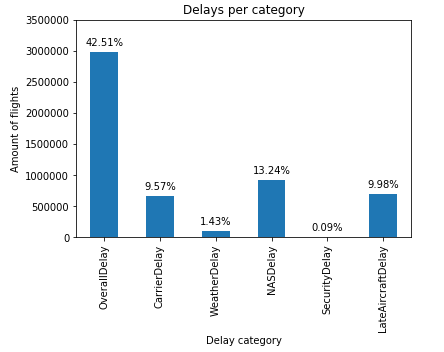 Delays per category
Amount of flights
3500000
3000000
2500000
2000000
1500000
1000000
500000
0
42.51%
9.57%
1.43%
13.24%
0.09%
9.98%
OverallDelay
CarrierDelay
WeatherDelay
NASDelay
SecurityDelay
LateAircraftDelay
Delay category